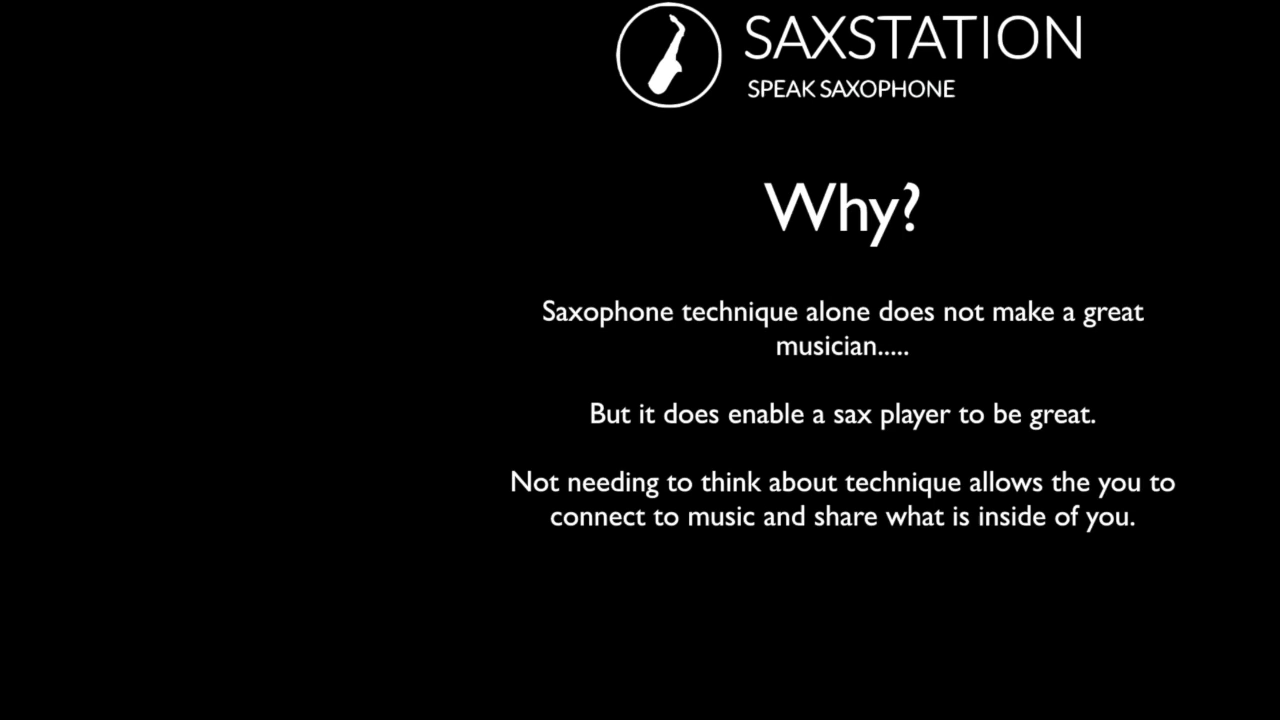 SAXSTATION
SPEAK SAXOPHONE
Why?
Saxophone technique alone does not make a great
musician.....
But it does enable a sax player to be great.
Not needing to think about technique allows the you to
connect to music and share what is inside of you.